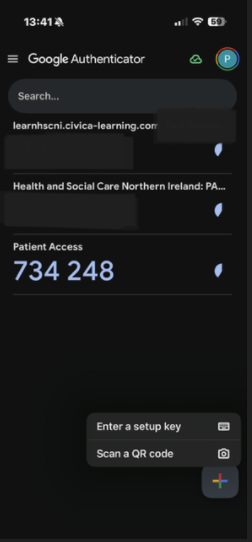 13:41
59
Google Authenticator
P
Search...
learnhscni.civica-learning.com
Health and Social Care Northern Ireland: PA...
Patient Access
734 248
Enter a setup key
Scan a QR code